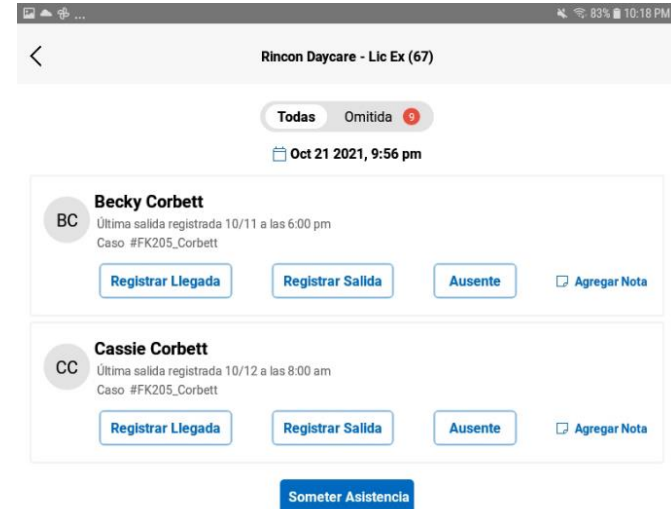 83% 10:18 PM
Rincon Daycare - Lic Ex (67)
Todas Omitida 9
Oct 21 2021, 9:56 pm
BC
Becky Corbett
Última salida registrada 10/11 a las 6:00 pm
Caso #FK205_Corbett
Registrar Llegada Registrar Salida Ausente Agregar Nota
CC
Cassie Corbett
Última salida registrada 10/12 a las 8:00 am
Caso #FK205_Corbett
Registrar Llegada Registrar Salida Ausente Agregar Nota
Someter Asistencia